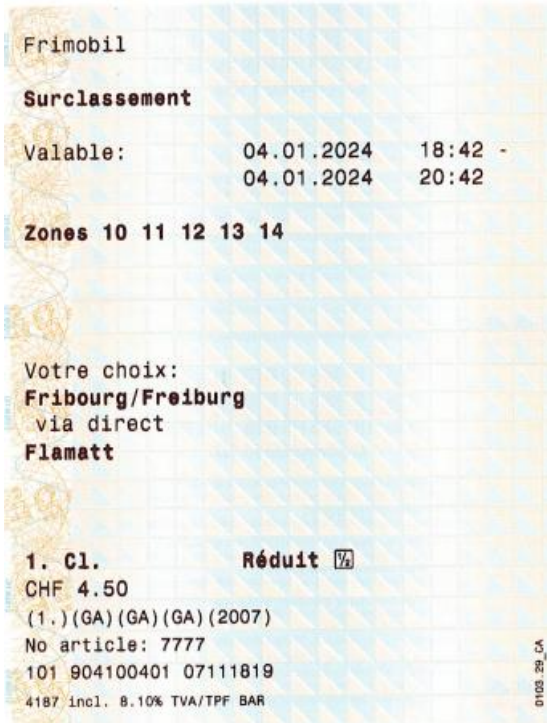 Frimobil
Surclassement
Valable: 04.01.2024 18:42 -
04.01.2024 20:42
Zones 10 11 12 13 14
Votre choix:
Fribourg/Freiburg
via direct
Flamatt
1. Cl. Réduit ½
CHF 4.50
(1.)(GA)(GA)(GA)(2007)
No article: 7777
101 904100401 07111819
4187 incl. 8.10% TVA/TPF BAR
0103.29_CA